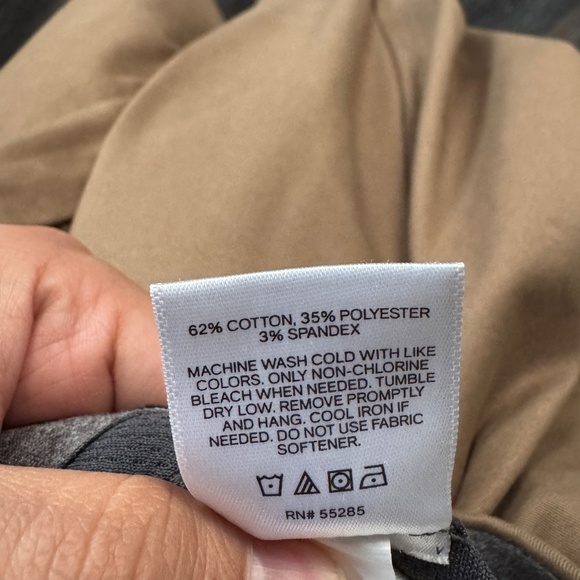 62% COTTON, 35% POLYESTER
3% SPANDEX
MACHINE WASH COLD WITH LIKE
COLORS. ONLY NON-CHLORINE
BLEACH WHEN NEEDED. TUMBLE
DRY LOW. REMOVE PROMPTLY
AND HANG. COOL IRON IF
NEEDED. DO NOT USE FABRIC
SOFTENER.
RN# 55285